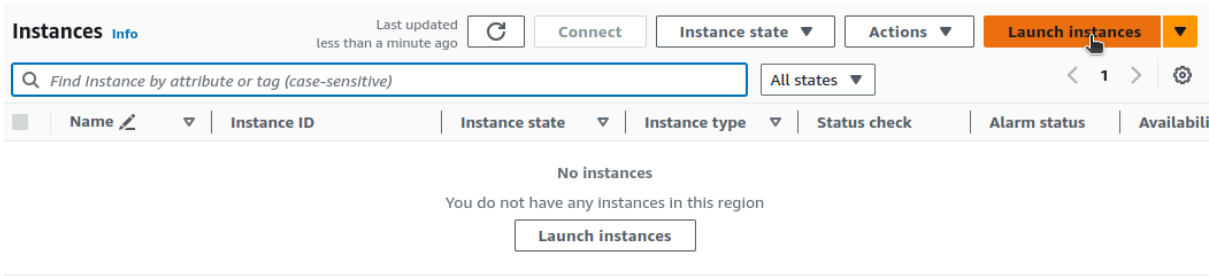 Instances Info
Last updated
less than a minute ago
Connect
Instance state
Actions
Launch instances
Find Instance by attribute or tag (case-sensitive)
All states
1
Name
Instance ID
Instance state
Instance type
Status check
Alarm status
Availabili
No instances
You do not have any instances in this region
Launch instances